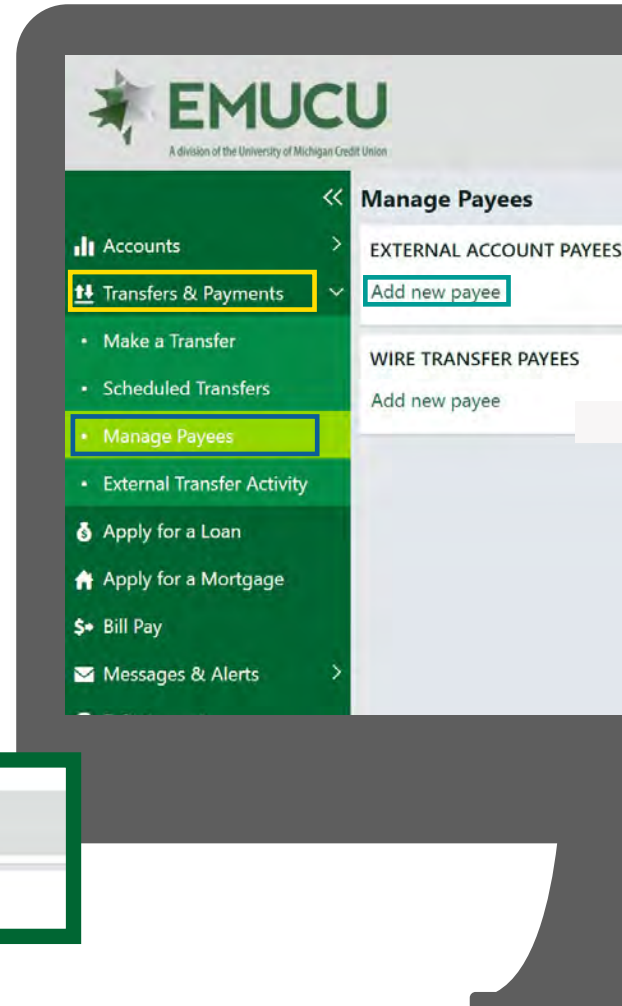 EMUCU
A division of the University of Michigan Credit Union
Manage Payees
Accounts
Transfers & Payments
Make a Transfer
Scheduled Transfers
Manage Payees
External Transfer Activity
Apply for a Loan
Apply for a Mortgage
Bill Pay
Messages & Alerts
EXTERNAL ACCOUNT PAYEES
Add new payee
WIRE TRANSFER PAYEES
Add new payee